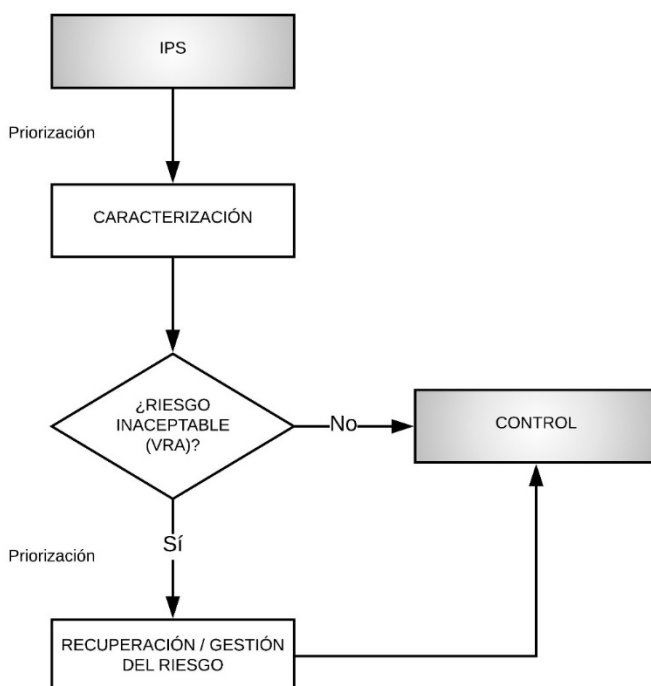 IPS
Priorización
CARACTERIZACIÓN
¿RIESGO
INACEPTABLE
(VRA)?
No
CONTROL
Sí
Priorización
RECUPERACIÓN / GESTIÓN
DEL RIESGO